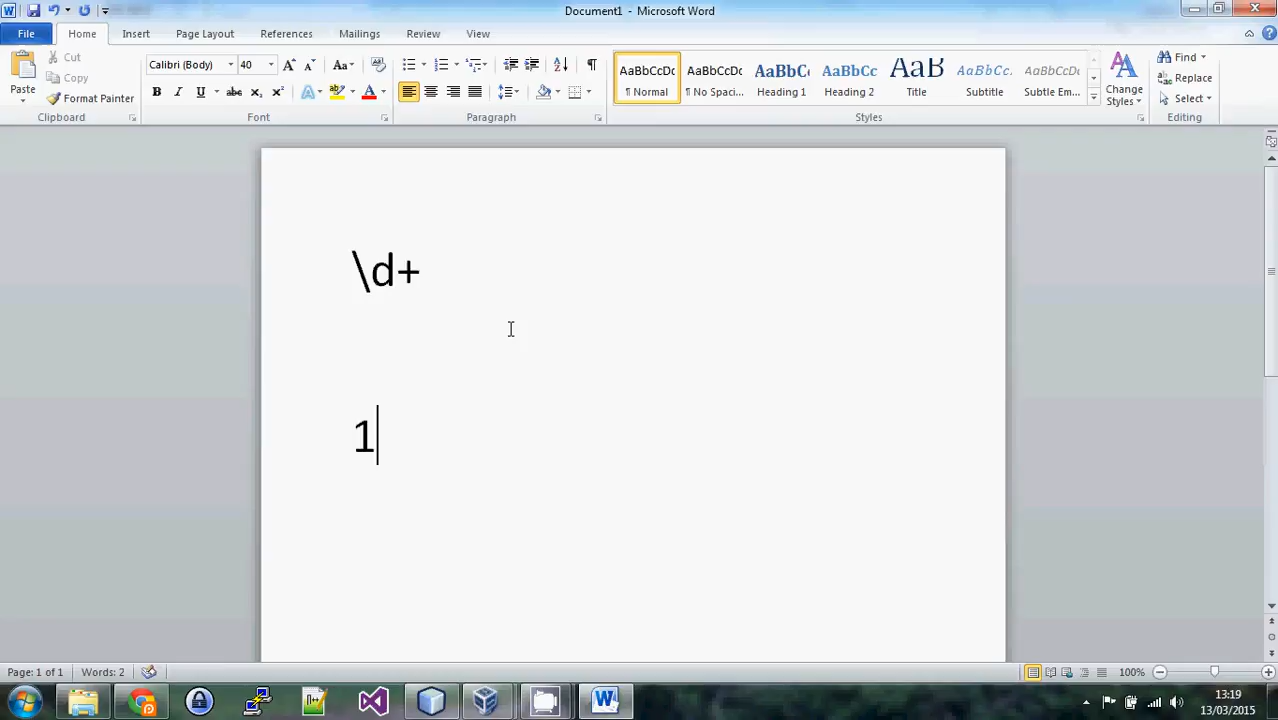 Document1 - Microsoft Word
File Home Insert Page Layout References Mailings Review View
Paste
Cut
Copy
Format Painter
Clipboard
Calibri (Body) 40
Font
Paragraph
AaBbCcDc AaBbCcDc AaBbCc AaBbCc AaB AaBbCc. AaBbCcDc
¶ Normal ¶ No Spaci... Heading 1 Heading 2 Title Subtitle Subtle Em...
Change
Styles
Styles
Find
Replace
Select
Editing
\d+
1
Page: 1 of 1 Words: 2 100%
13:19
13/03/2015